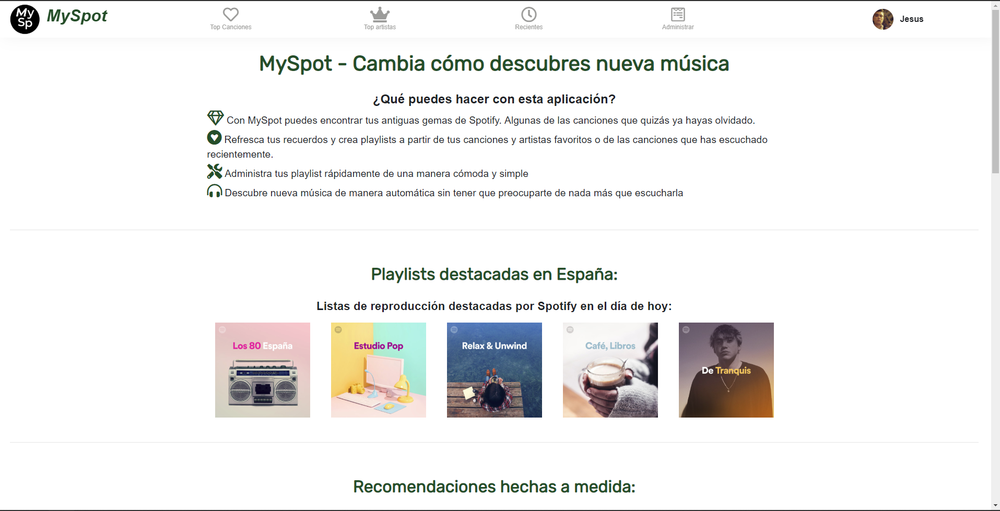 My
Sp
MySpot
Top Canciones
Top artistas
Recientes
Administrar
Jesus
MySpot - Cambia cómo descubres nueva música
¿Qué puedes hacer con esta aplicación?
Con MySpot puedes encontrar tus antiguas gemas de Spotify. Algunas de las canciones que quizás ya hayas olvidado.
Refresca tus recuerdos y crea playlists a partir de tus canciones y artistas favoritos o de las canciones que has escuchado
recientemente.
Administra tus playlist rápidamente de una manera cómoda y simple
Descubre nueva música de manera automática sin tener que preocuparte de nada más que escucharla
Playlists destacadas en España:
Listas de reproducción destacadas por Spotify en el día de hoy:
Los 80 España
Estudio Pop
Relax & Unwind
Café, Libros
De Tranquis
Recomendaciones hechas a medida: